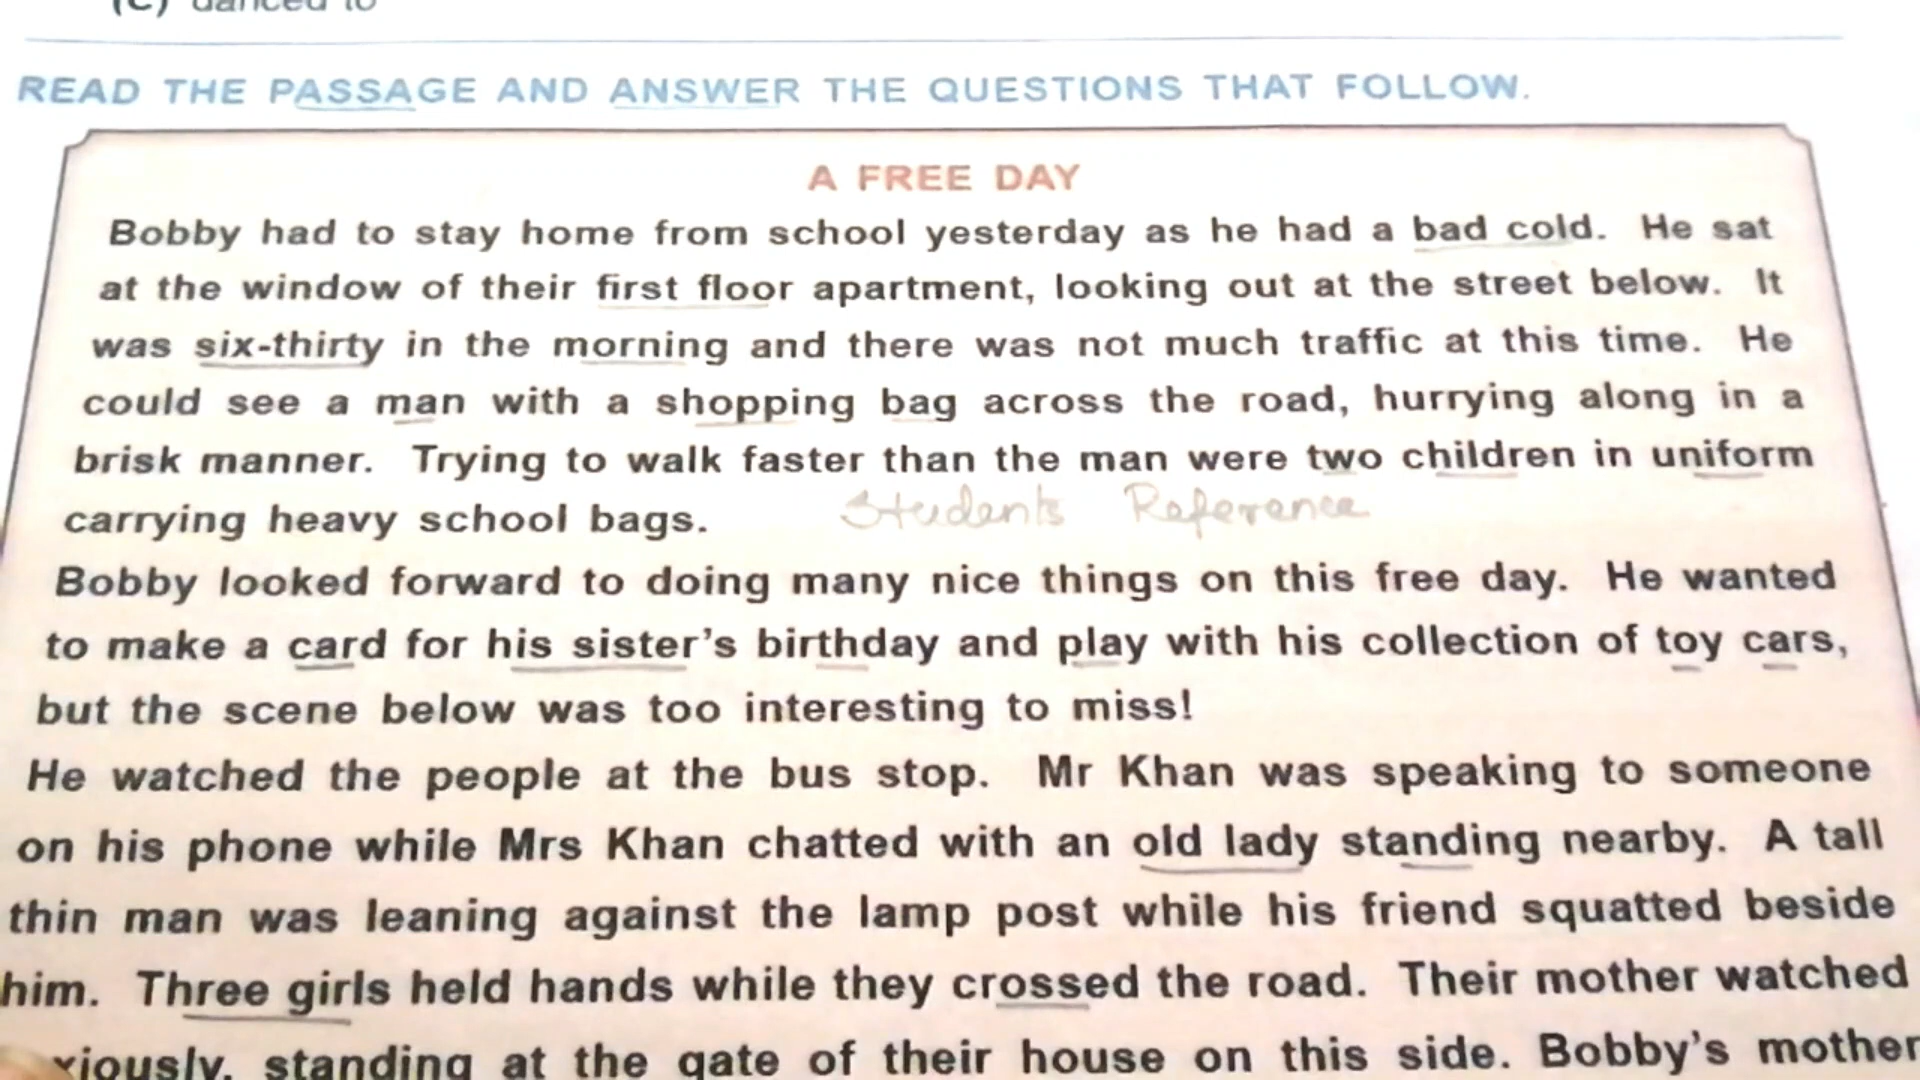 (C) danced to
READ THE PASSAGE AND ANSWER THE QUESTIONS THAT FOLLOW.
A FREE DAY
Bobby had to stay home from school yesterday as he had a bad cold. He sat
at the window of their first floor apartment, looking out at the street below. It
was six-thirty in the morning and there was not much traffic at this time. He
could see a man with a shopping bag across the road, hurrying along in a
brisk manner. Trying to walk faster than the man were two children in uniform
carrying heavy school bags.
Students Reference
Bobby looked forward to doing many nice things on this free day. He wanted
to make a card for his sister's birthday and play with his collection of toy cars,
but the scene below was too interesting to miss!
He watched the people at the bus stop. Mr Khan was speaking to someone
on his phone while Mrs Khan chatted with an old lady standing nearby. A tall
thin man was leaning against the lamp post while his friend squatted beside
him. Three girls held hands while they crossed the road. Their mother watched
standing at the gate of their house on this side. Bobby's mother